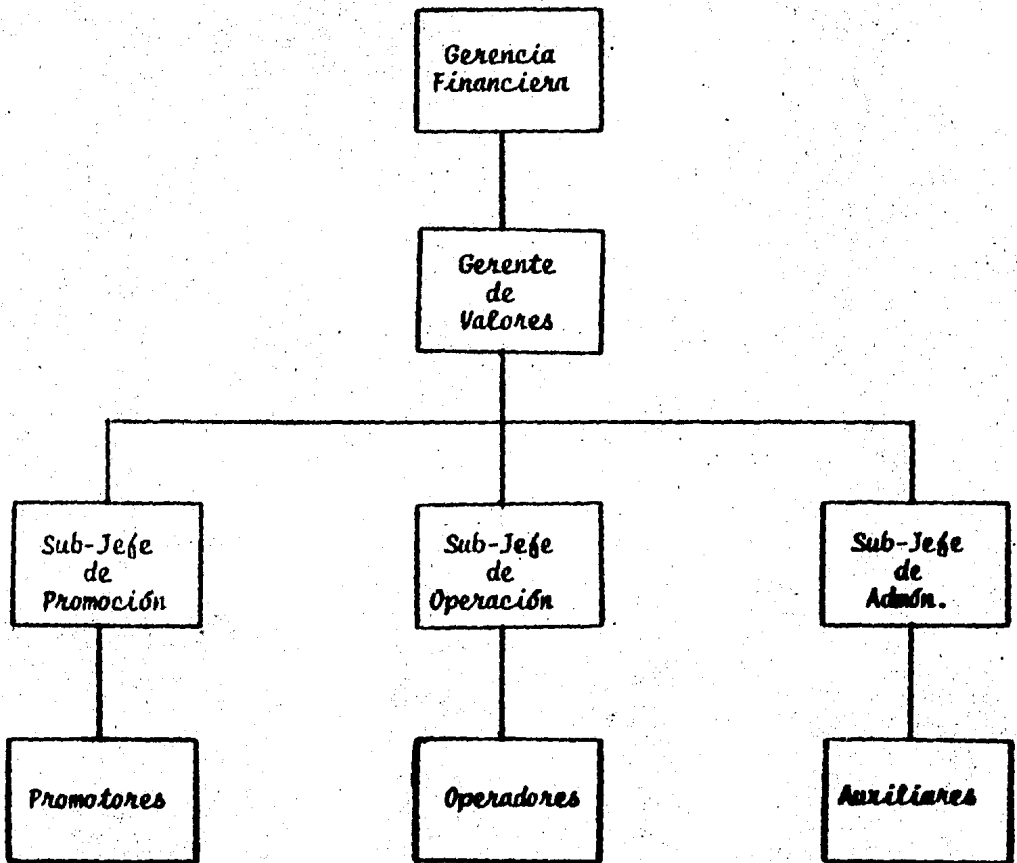 Gerencia
Financiera
Gerente
de
Valores
Sub-Jefe
de
Promoción
Sub-Jefe
de
Operación
Sub-Jefe
de
Admón.
Promotores
Operadores
Auxiliares